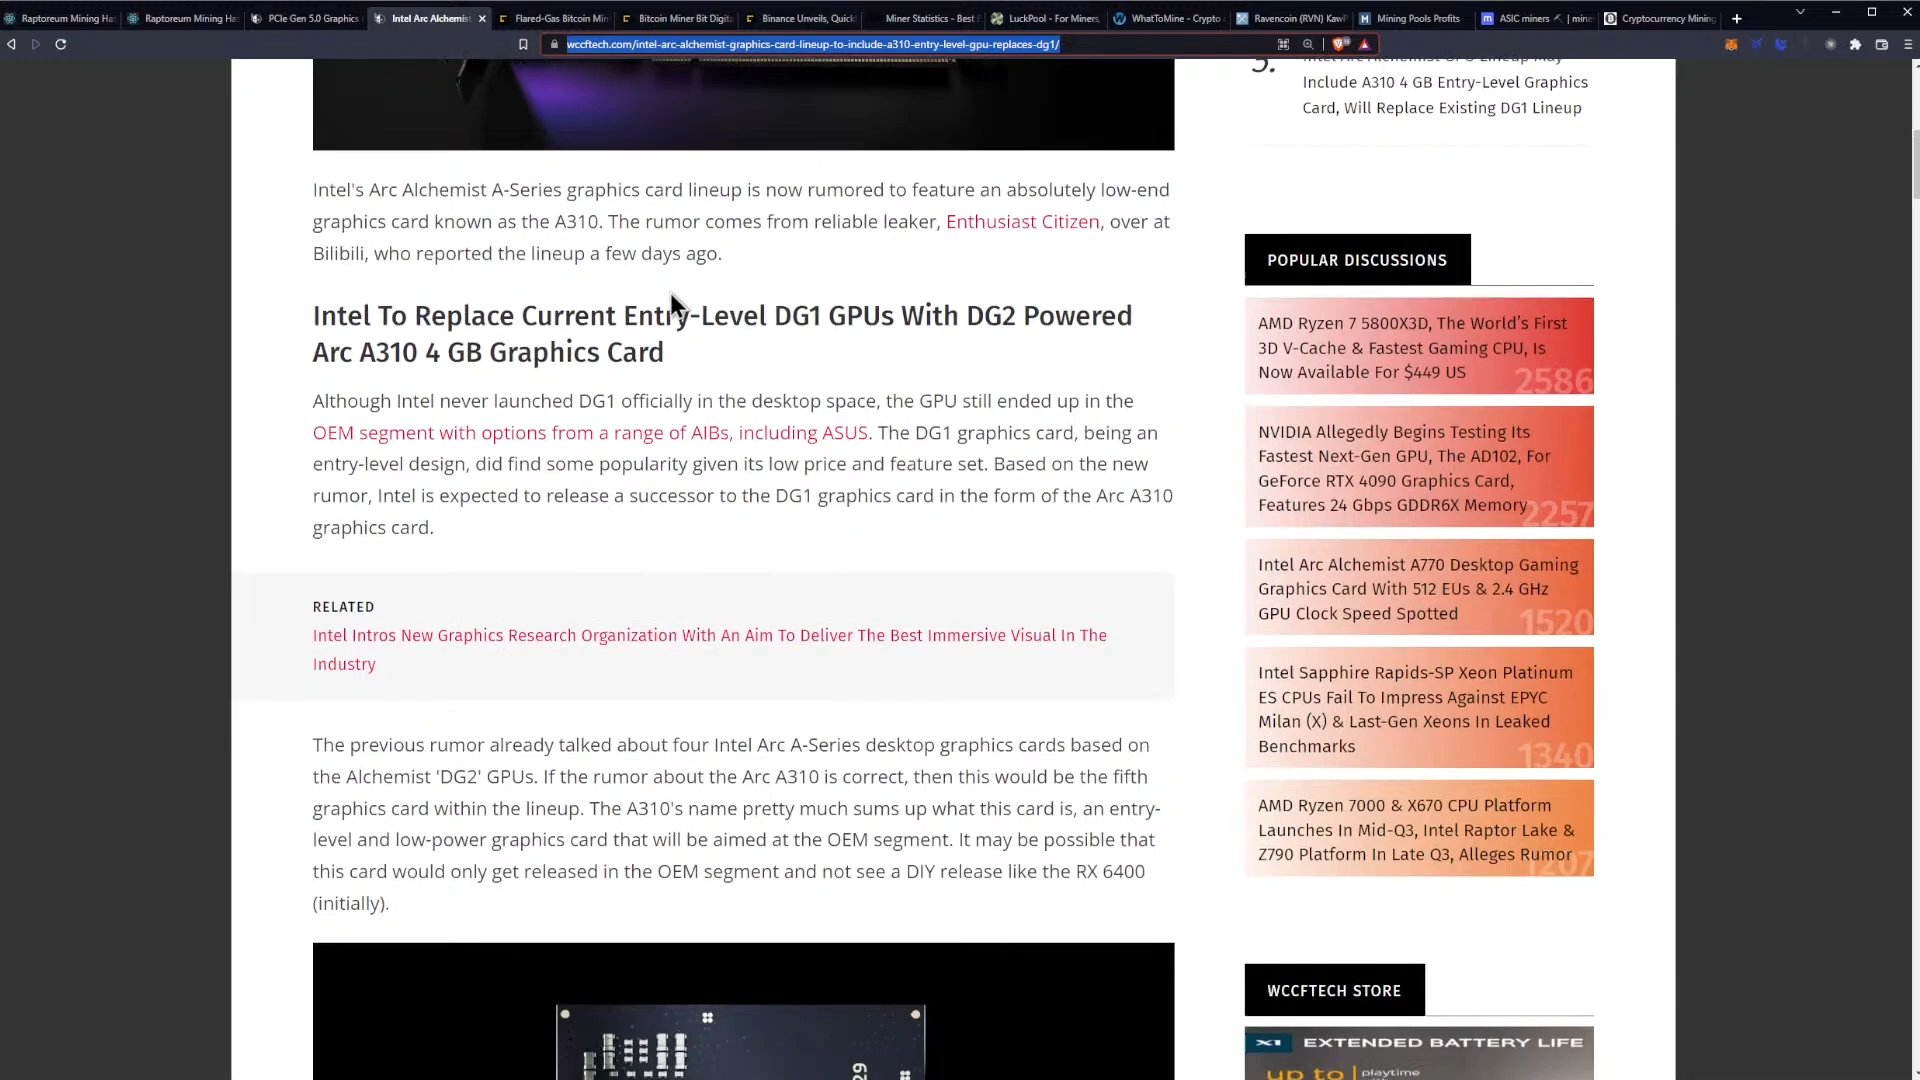 Raptoreum Mining Ha
Raptoreum Mining Ha
PCIe Gen 5.0 Graphics
Intel Arc Alchemist
Flared-Gas Bitcoin Min
Bitcoin Miner Bit Digita
Binance Unveils, Quick
Miner Statistics - Best
LuckPool - For Miners,
WhatToMine - Crypto
Ravencoin (RVN) KawP
Mining Pools Profits
ASIC miners
Cryptocurrency Mining
wccftech.com/intel-arc-alchemist-graphics-card-lineup-to-include-a310-entry-level-gpu-replaces-dg1/
Intel's Arc Alchemist A-Series graphics card lineup is now rumored to feature an absolutely low-end
graphics card known as the A310. The rumor comes from reliable leaker, Enthusiast Citizen, over at
Bilibili, who reported the lineup a few days ago.
Intel To Replace Current Entry-Level DG1 GPUs With DG2 Powered
Arc A310 4 GB Graphics Card
Although Intel never launched DG1 officially in the desktop space, the GPU still ended up in the
OEM segment with options from a range of AIBs, including ASUS. The DG1 graphics card, being an
entry-level design, did find some popularity given its low price and feature set. Based on the new
rumor, Intel is expected to release a successor to the DG1 graphics card in the form of the Arc A310
graphics card.
RELATED
Intel Intros New Graphics Research Organization With An Aim To Deliver The Best Immersive Visual In The
Industry
The previous rumor already talked about four Intel Arc A-Series desktop graphics cards based on
the Alchemist 'DG2' GPUs. If the rumor about the Arc A310 is correct, then this would be the fifth
graphics card within the lineup. The A310's name pretty much sums up what this card is, an entry-
level and low-power graphics card that will be aimed at the OEM segment. It may be possible that
this card would only get released in the OEM segment and not see a DIY release like the RX 6400
(initially).
29
5.
Intel Arc Alchemist GPU Lineup May
Include A310 4 GB Entry-Level Graphics
Card, Will Replace Existing DG1 Lineup
POPULAR DISCUSSIONS
AMD Ryzen 7 5800X3D, The World's First
3D V-Cache & Fastest Gaming CPU, Is
Now Available For $449 US
2586
NVIDIA Allegedly Begins Testing Its
Fastest Next-Gen GPU, The AD102, For
GeForce RTX 4090 Graphics Card,
Features 24 Gbps GDDR6X Memory
2257
Intel Arc Alchemist A770 Desktop Gaming
Graphics Card With 512 EUs & 2.4 GHz
GPU Clock Speed Spotted
1520
Intel Sapphire Rapids-SP Xeon Platinum
ES CPUs Fail To Impress Against EPYC
Milan (X) & Last-Gen Xeons In Leaked
Benchmarks
1340
AMD Ryzen 7000 & X670 CPU Platform
Launches In Mid-Q3, Intel Raptor Lake &
Z790 Platform In Late Q3, Alleges Rumor
1207
WCCFTECH STORE
X1 EXTENDED BATTERY LIFE
up to playtime